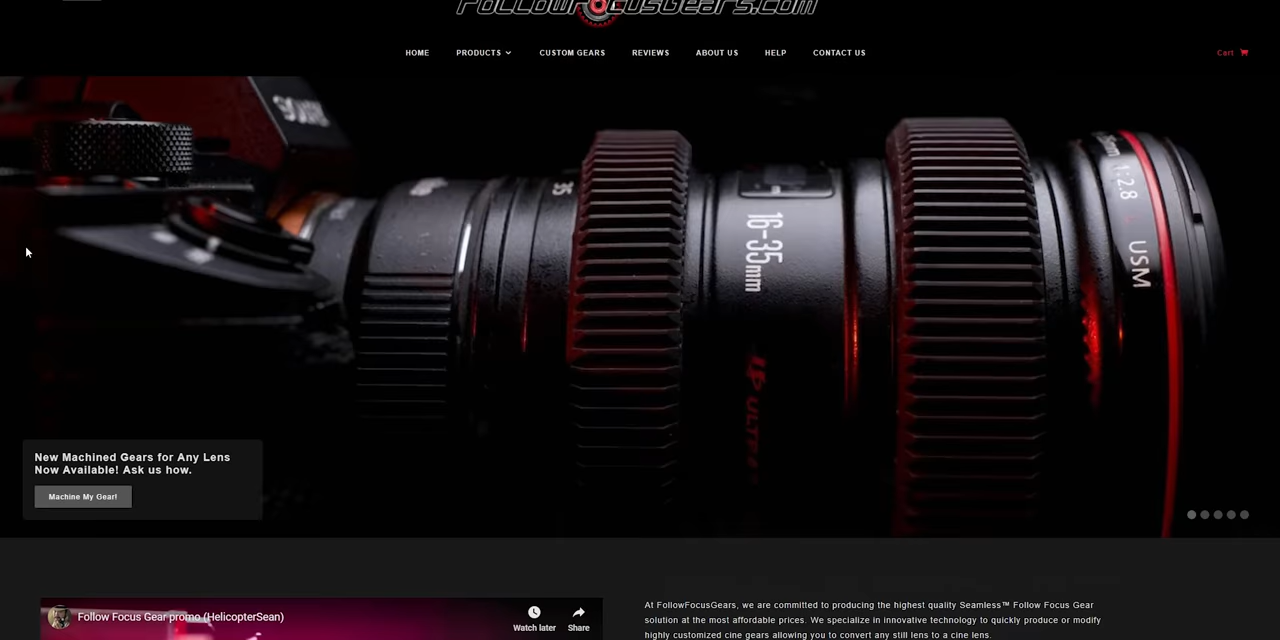 FollowFocusGears.com
HOME PRODUCTS CUSTOM GEARS REVIEWS ABOUT US HELP CONTACT US Cart
35
16-35mm
1:2.8
USM
New Machined Gears for Any Lens
Now Available! Ask us how.
Machine My Gear!
Follow Focus Gear promo (HelicopterSean)
Watch later Share
At FollowFocusGears, we are committed to producing the highest quality Seamless™ Follow Focus Gear
solution at the most affordable prices. We specialize in innovative technology to quickly produce or modify
highly customized cine gears allowing you to convert any still lens to a cine lens.